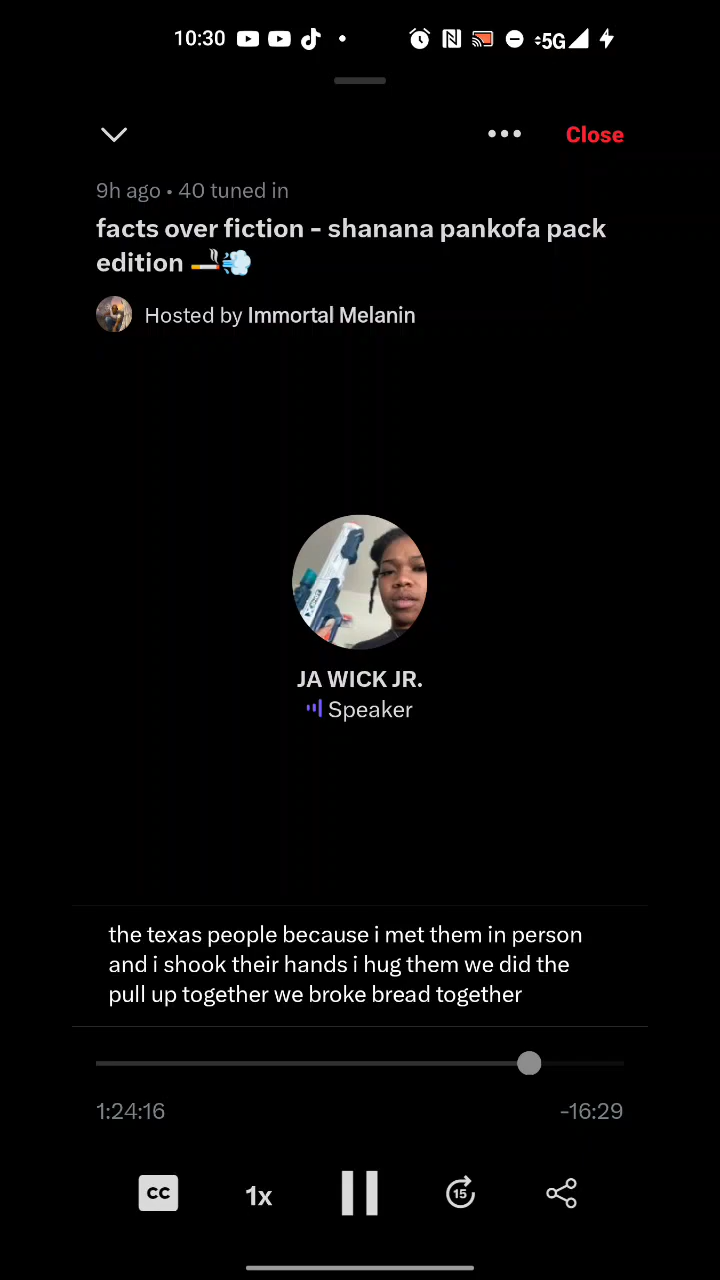 10:30
5G
Close
9h ago • 40 tuned in
facts over fiction - shanana pankofa pack
edition 🚬💨
Hosted by Immortal Melanin
JA WICK JR.
Speaker
the texas people because i met them in person
and i shook their hands i hug them we did the
pull up together we broke bread together
1:24:16
-16:29
CC
1x
15